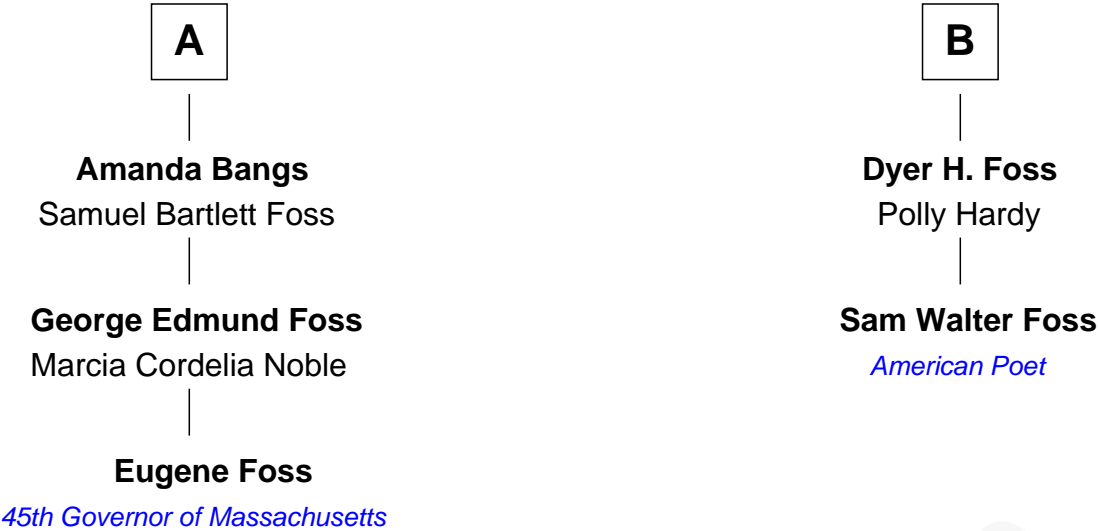 A
B
Amanda Bangs
Samuel Bartlett Foss
Dyer H. Foss
Polly Hardy
George Edmund Foss
Marcia Cordelia Noble
Sam Walter Foss
American Poet
Eugene Foss
45th Governor of Massachusetts